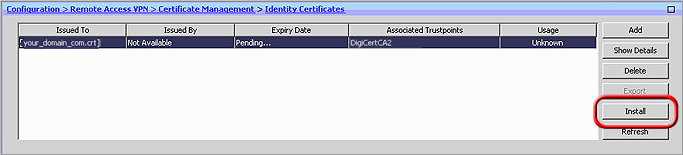 Configuration > Remote Access VPN > Certificate Management > Identity Certificates
Issued To Issued By Expiry Date Associated Trustpoints Usage
[your_domain_com.crt] Not Available Pending... DigiCertCA2 Unknown
Add
Show Details
Delete
Export
Install
Refresh